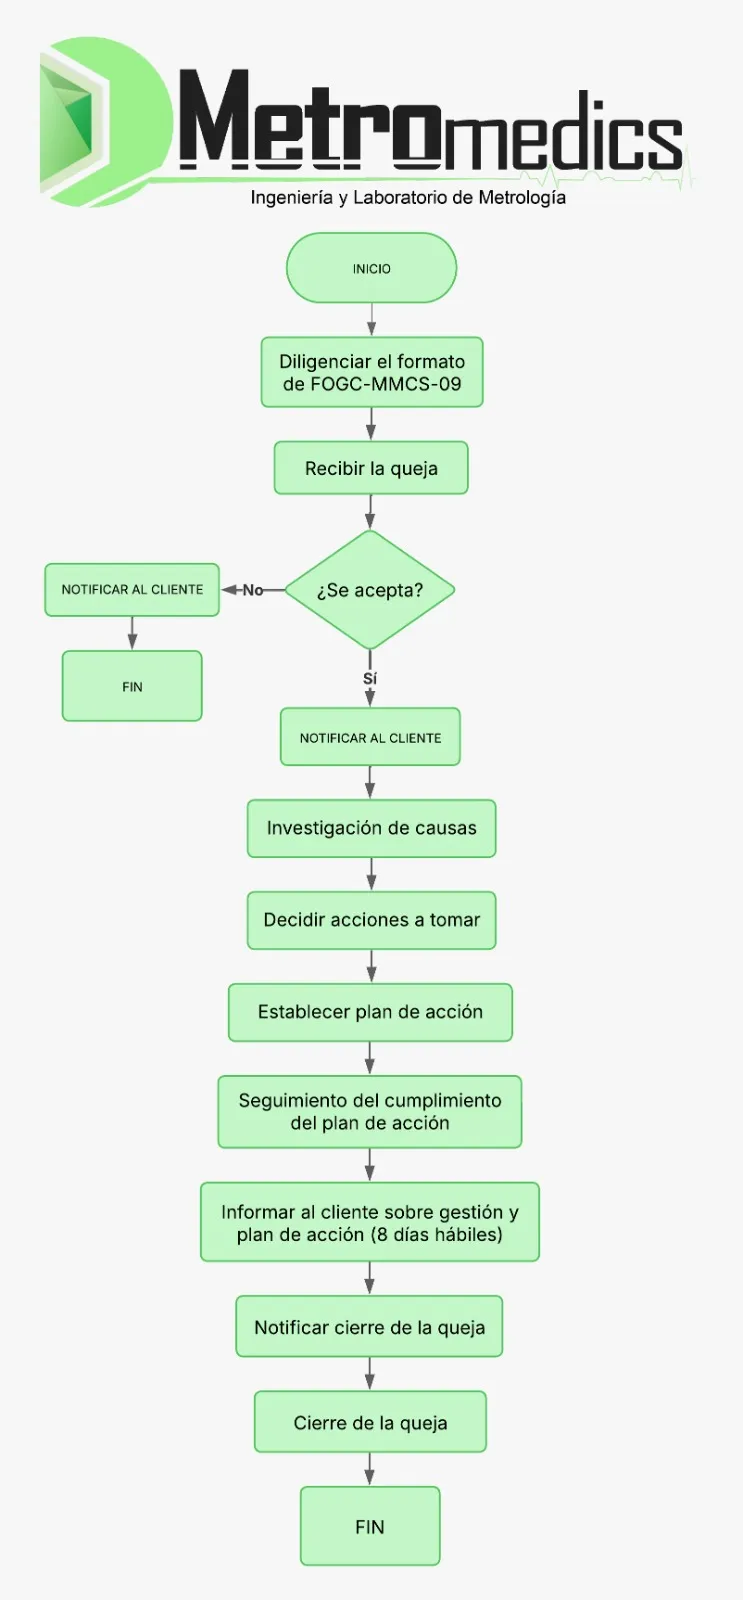 Metromedics
Ingeniería y Laboratorio de Metrología
INICIO
Diligenciar el formato
de FOGC-MMCS-09
Recibir la queja
¿Se acepta?
No
NOTIFICAR AL CLIENTE
FIN
Sí
NOTIFICAR AL CLIENTE
Investigación de causas
Decidir acciones a tomar
Establecer plan de acción
Seguimiento del cumplimiento
del plan de acción
Informar al cliente sobre gestión y
plan de acción (8 días hábiles)
Notificar cierre de la queja
Cierre de la queja
FIN